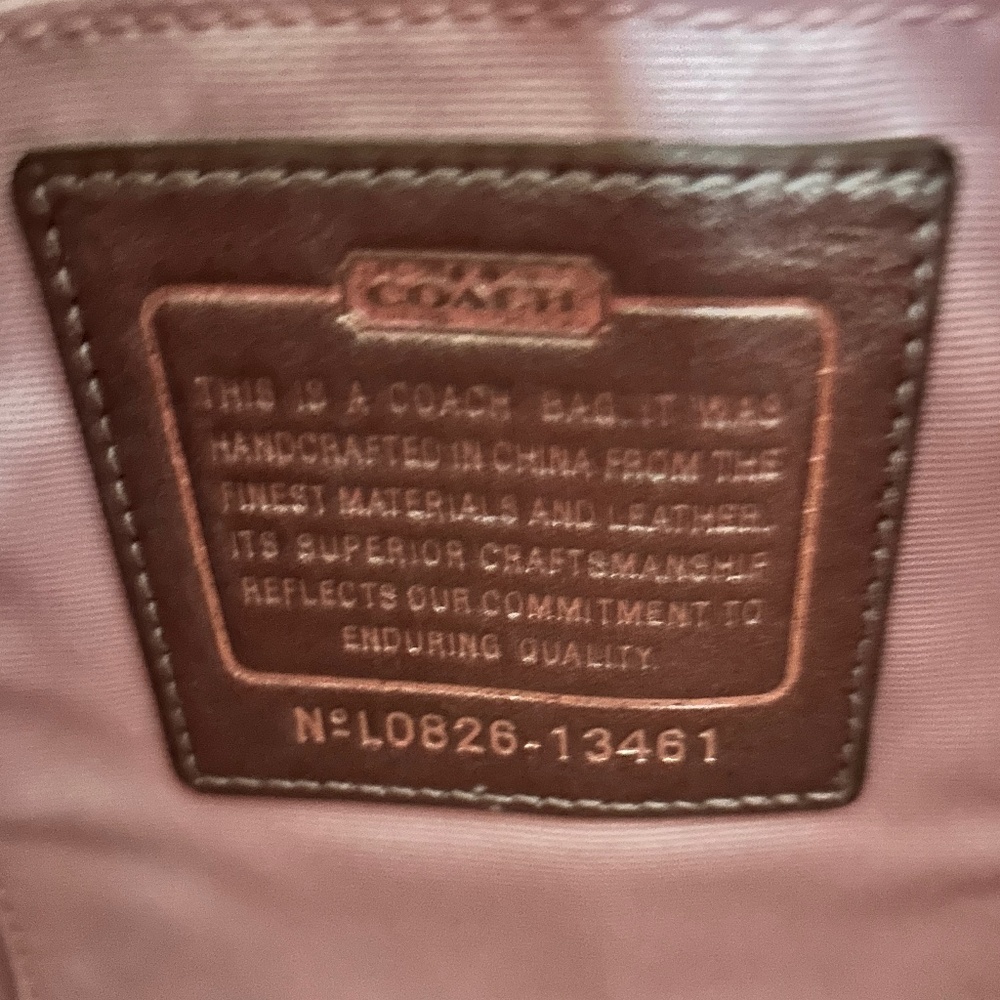 COACH
THIS IS A COACH BAG. IT WAS
HANDCRAFTED IN CHINA FROM THE
FINEST MATERIALS AND LEATHER.
ITS SUPERIOR CRAFTSMANSHIP
REFLECTS OUR COMMITMENT TO
ENDURING QUALITY.
Nº L0826-13461